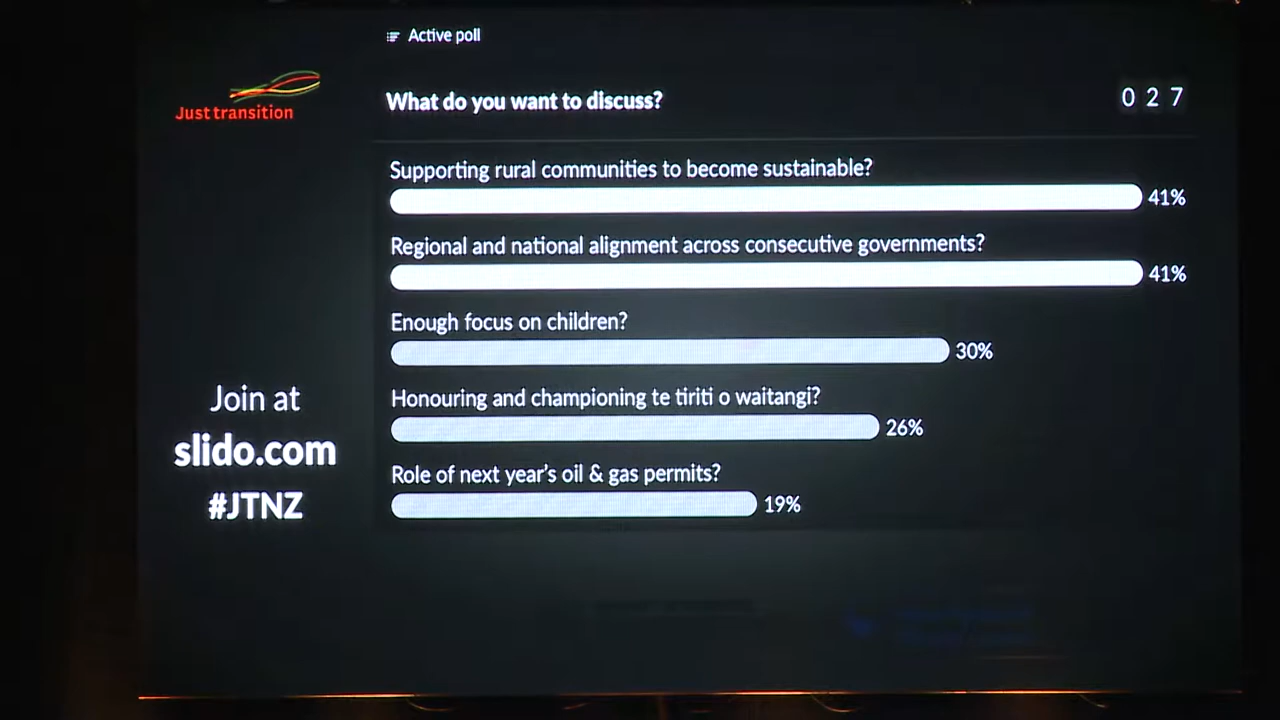 Active poll
Just transition
What do you want to discuss?
0 2 7
Supporting rural communities to become sustainable?
41%
Regional and national alignment across consecutive governments?
41%
Enough focus on children?
30%
Honouring and championing te tiriti o waitangi?
26%
Role of next year's oil & gas permits?
19%
Join at
slido.com
#JTNZ